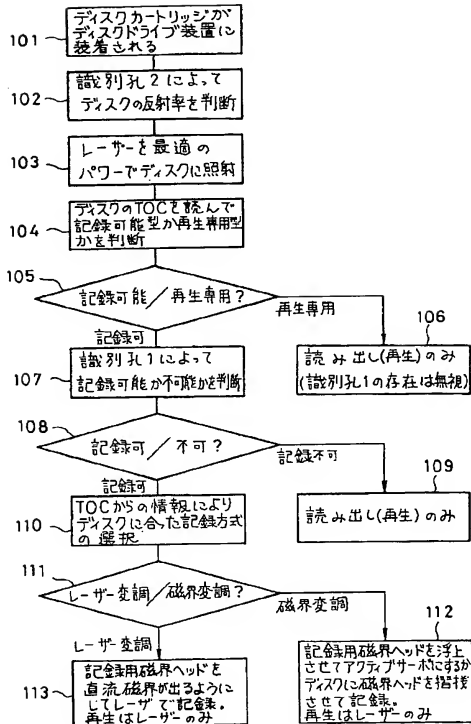 101
ディスクカートリッジが
ディスクドライブ装置に
装着される
102
識別孔2によって
ディスクの反射率を判断
103
レーザーを最適の
パワーでディスクに照射
104
ディスクのTOCを読んで
記録可能型か再生専用型
かを判断
105
記録可能/再生専用?
再生専用
記録可
106
読み出し(再生)のみ
(識別孔1の存在は無視)
107
識別孔1によって
記録可能か不可能かを判断
108
記録可/不可?
記録不可
記録可
109
読み出し(再生)のみ
110
TOCからの情報により
ディスクに合った記録方式
の選択
111
レーザー変調/磁界変調?
磁界変調
レーザー変調
112
記録用磁界ヘッドを浮上
させてアクティブサーボにするか
ディスクに磁界ヘッドを摺接
させて記録。
再生はレーザーのみ
113
記録用磁界ヘッドを
直流磁界が出るように
してレーザで記録。
再生はレーザーのみ